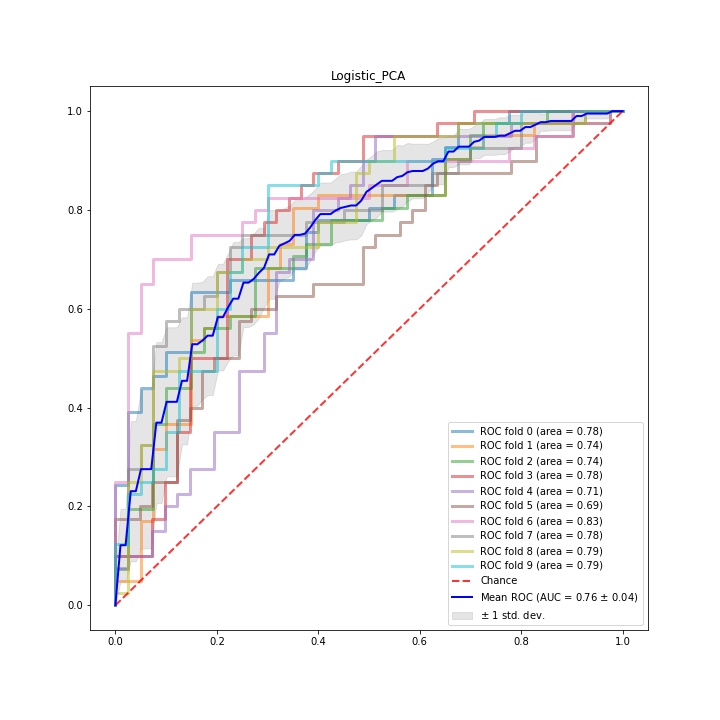 Logistic_PCA
1.0
0.8
0.6
0.4
0.2
0.0
0.0 0.2 0.4 0.6 0.8 1.0
ROC fold 0 (area = 0.78)
ROC fold 1 (area = 0.74)
ROC fold 2 (area = 0.74)
ROC fold 3 (area = 0.78)
ROC fold 4 (area = 0.71)
ROC fold 5 (area = 0.69)
ROC fold 6 (area = 0.83)
ROC fold 7 (area = 0.78)
ROC fold 8 (area = 0.79)
ROC fold 9 (area = 0.79)
Chance
Mean ROC (AUC = 0.76 ± 0.04)
± 1 std. dev.